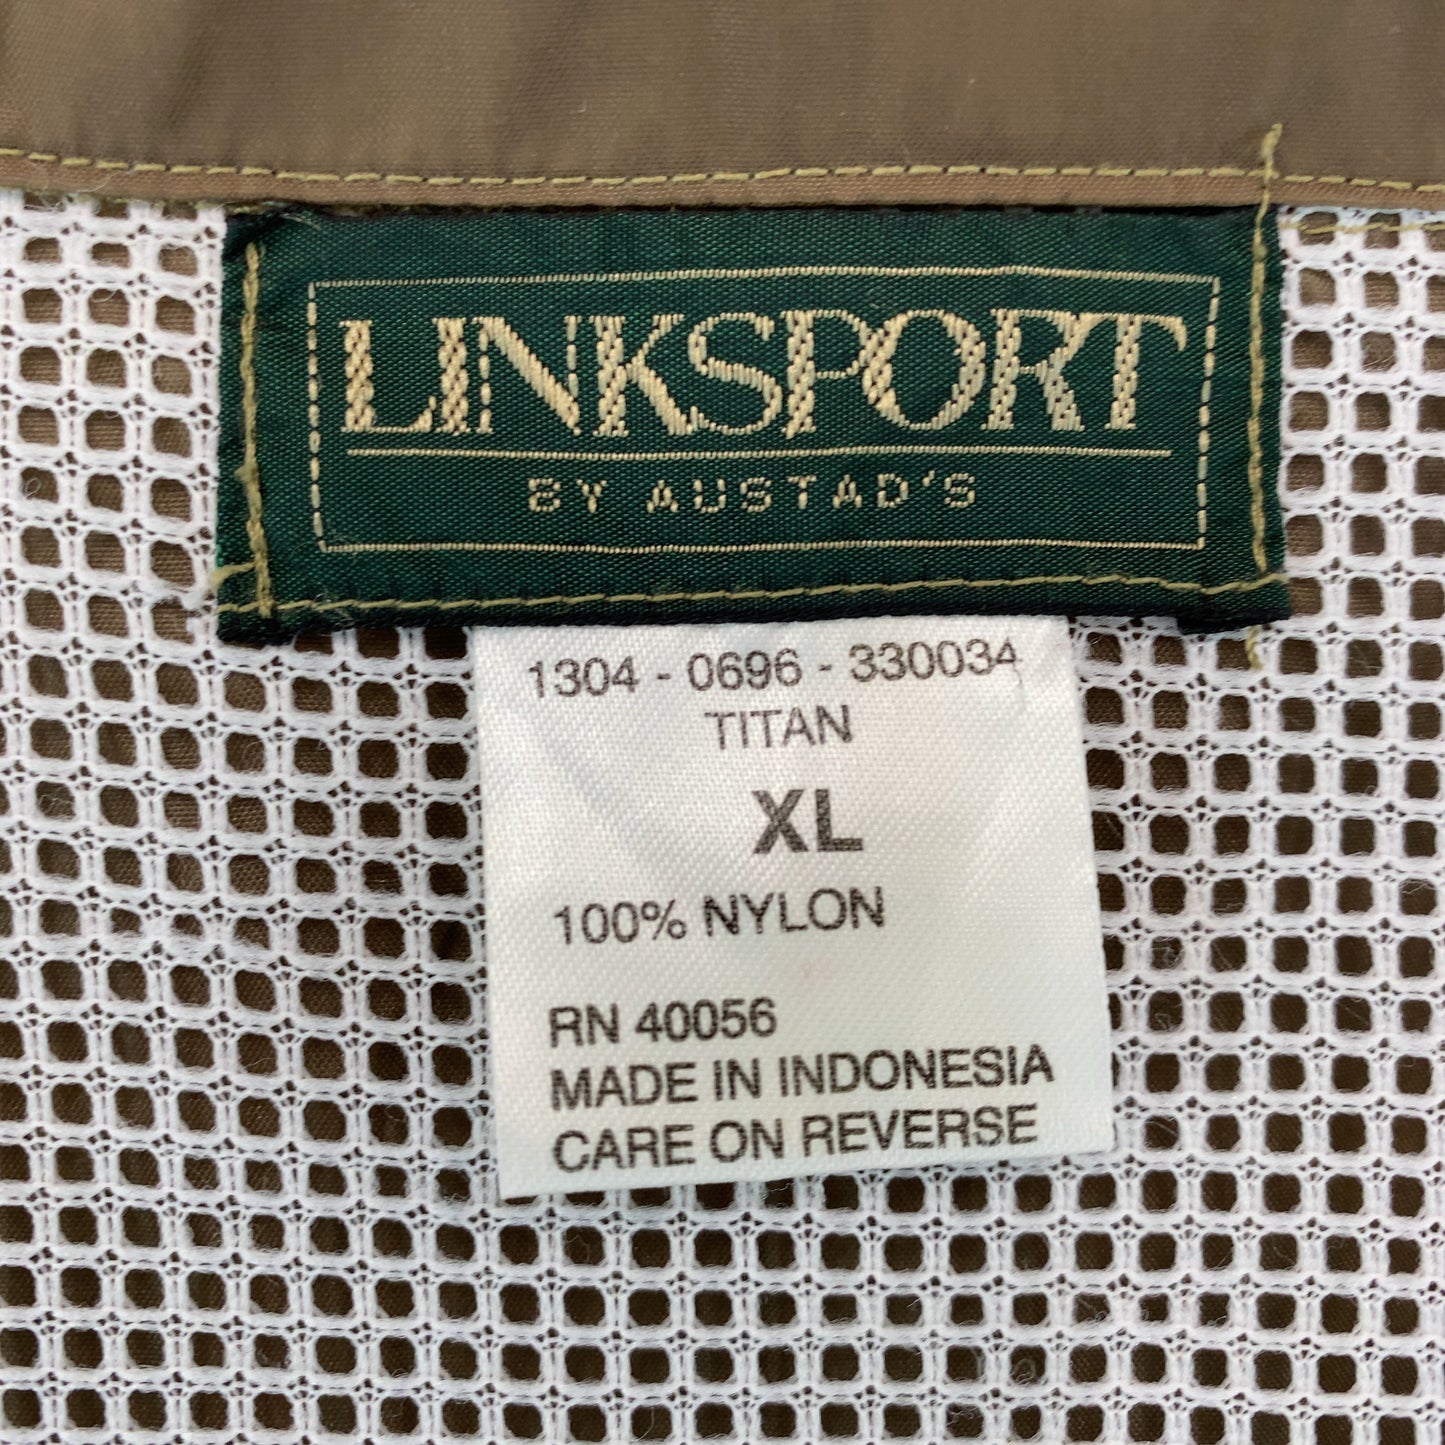 LINKSPORT
BY AUSTAD'S
1304 - 0696 - 330034
TITAN
XL
100% NYLON
RN 40056
MADE IN INDONESIA
CARE ON REVERSE